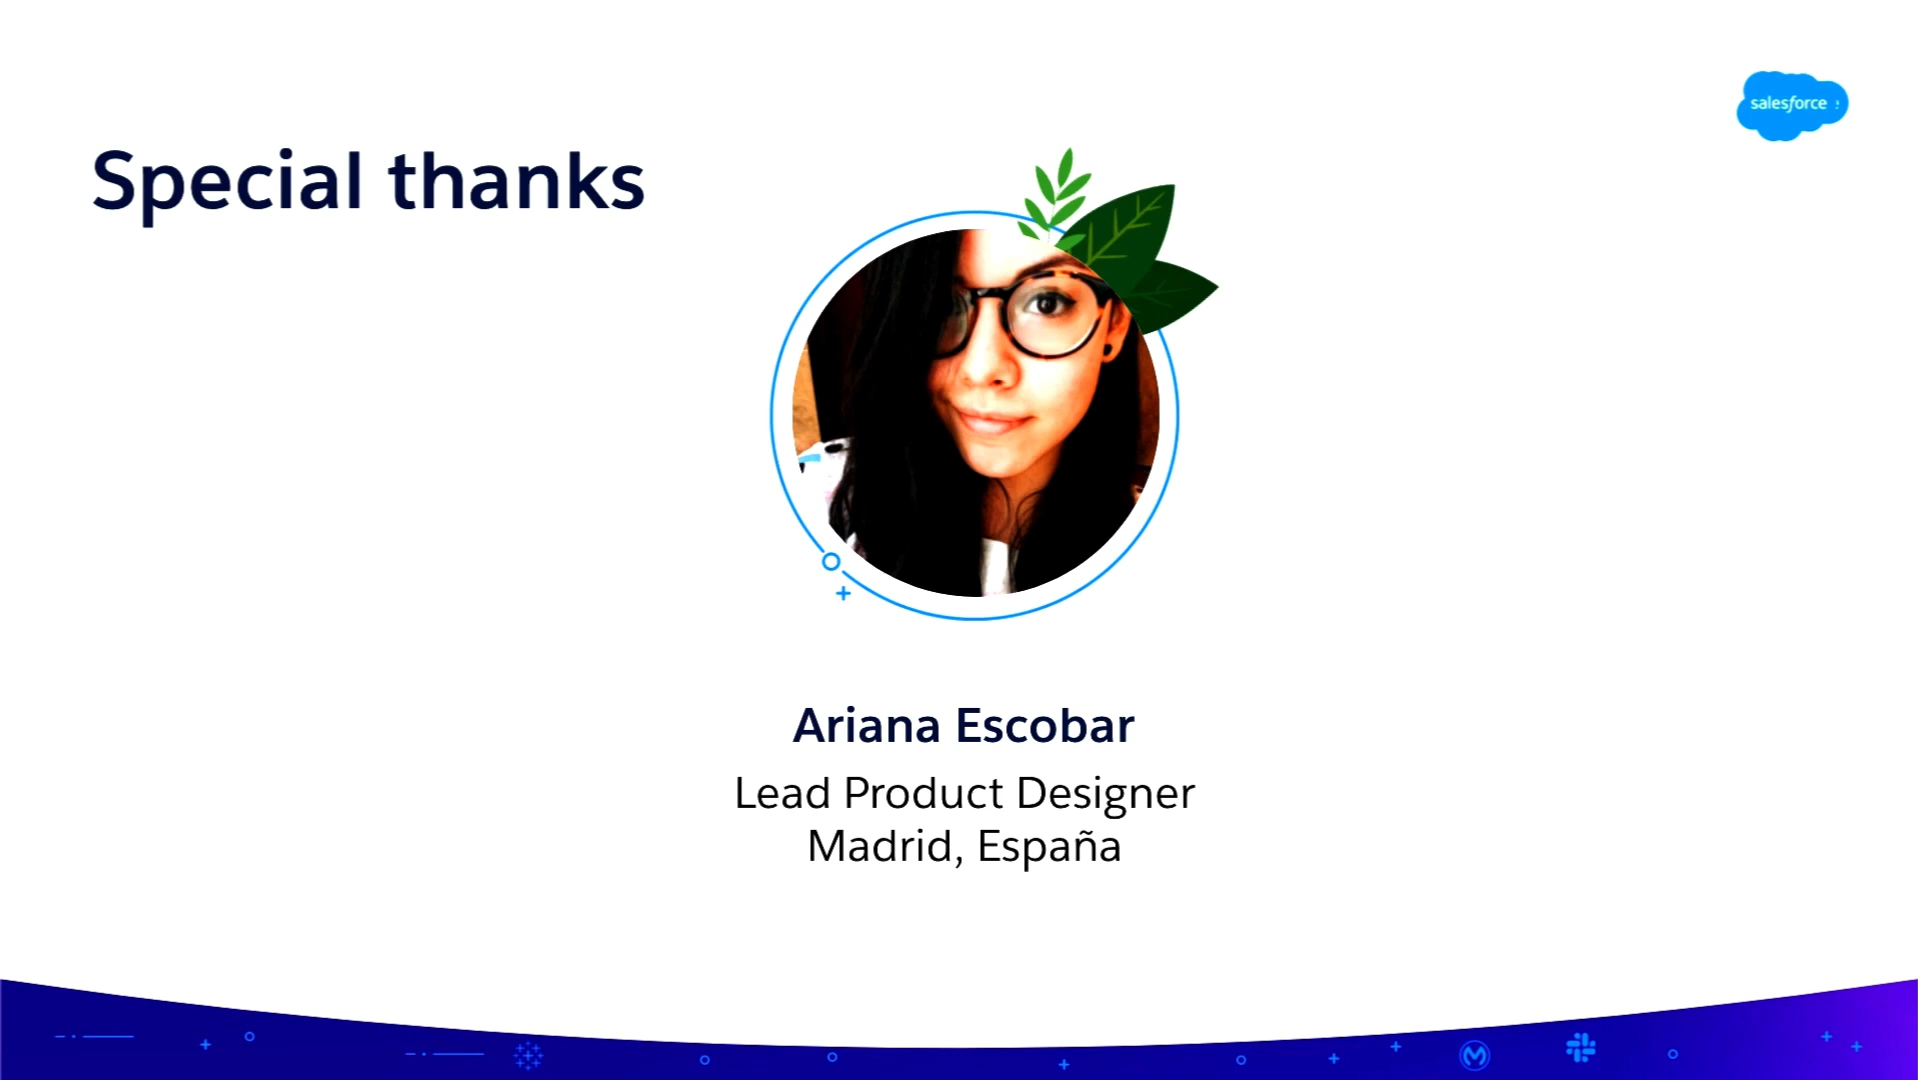 salesforce
Special thanks
Ariana Escobar
Lead Product Designer
Madrid, España